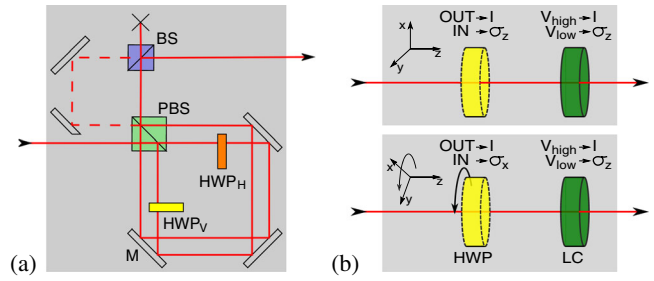 BS
PBS
HWP_H
HWP_V
M
(a)
OUT→I V_high→I
IN →σ_z V_low→σ_z
x
y z
OUT→I V_high→I
IN →σ_x V_low→σ_z
x
y z
HWP LC
(b)